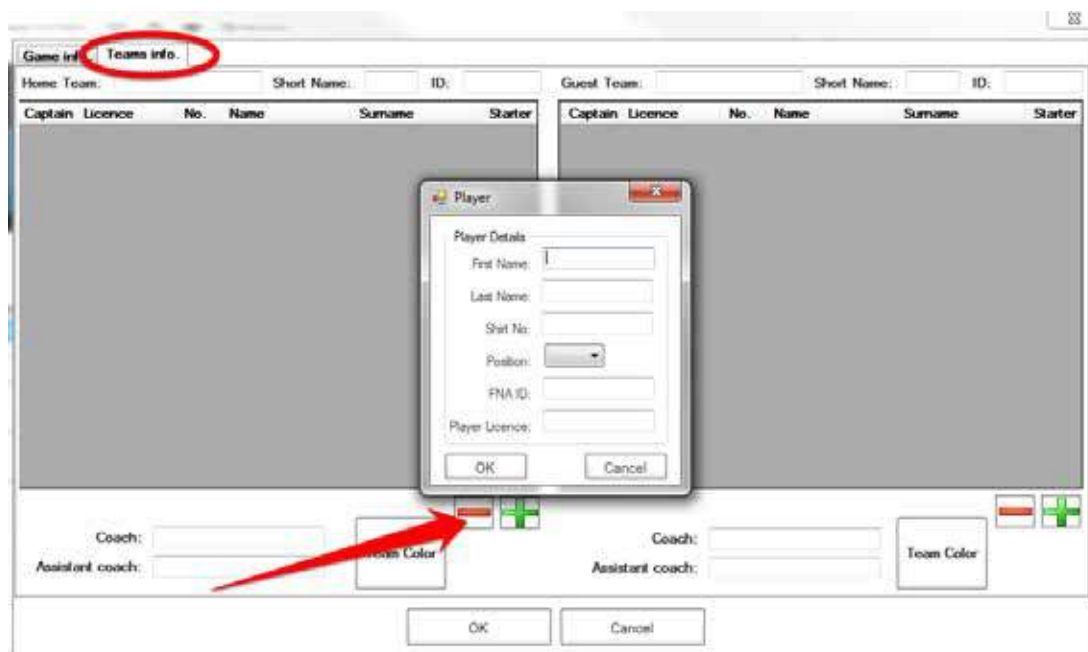 Game inf Teams info.
Home Team: Short Name: ID: Guest Team: Short Name: ID:
Captain Licence No. Name Surname Starter Captain Licence No. Name Surname Starter
Player
Player Details
First Name:
Last Name:
Shirt No:
Position:
FNA ID:
Player Licence:
OK Cancel
Coach: Team Color Coach: Team Color
Assistant coach: Assistant coach:
OK Cancel